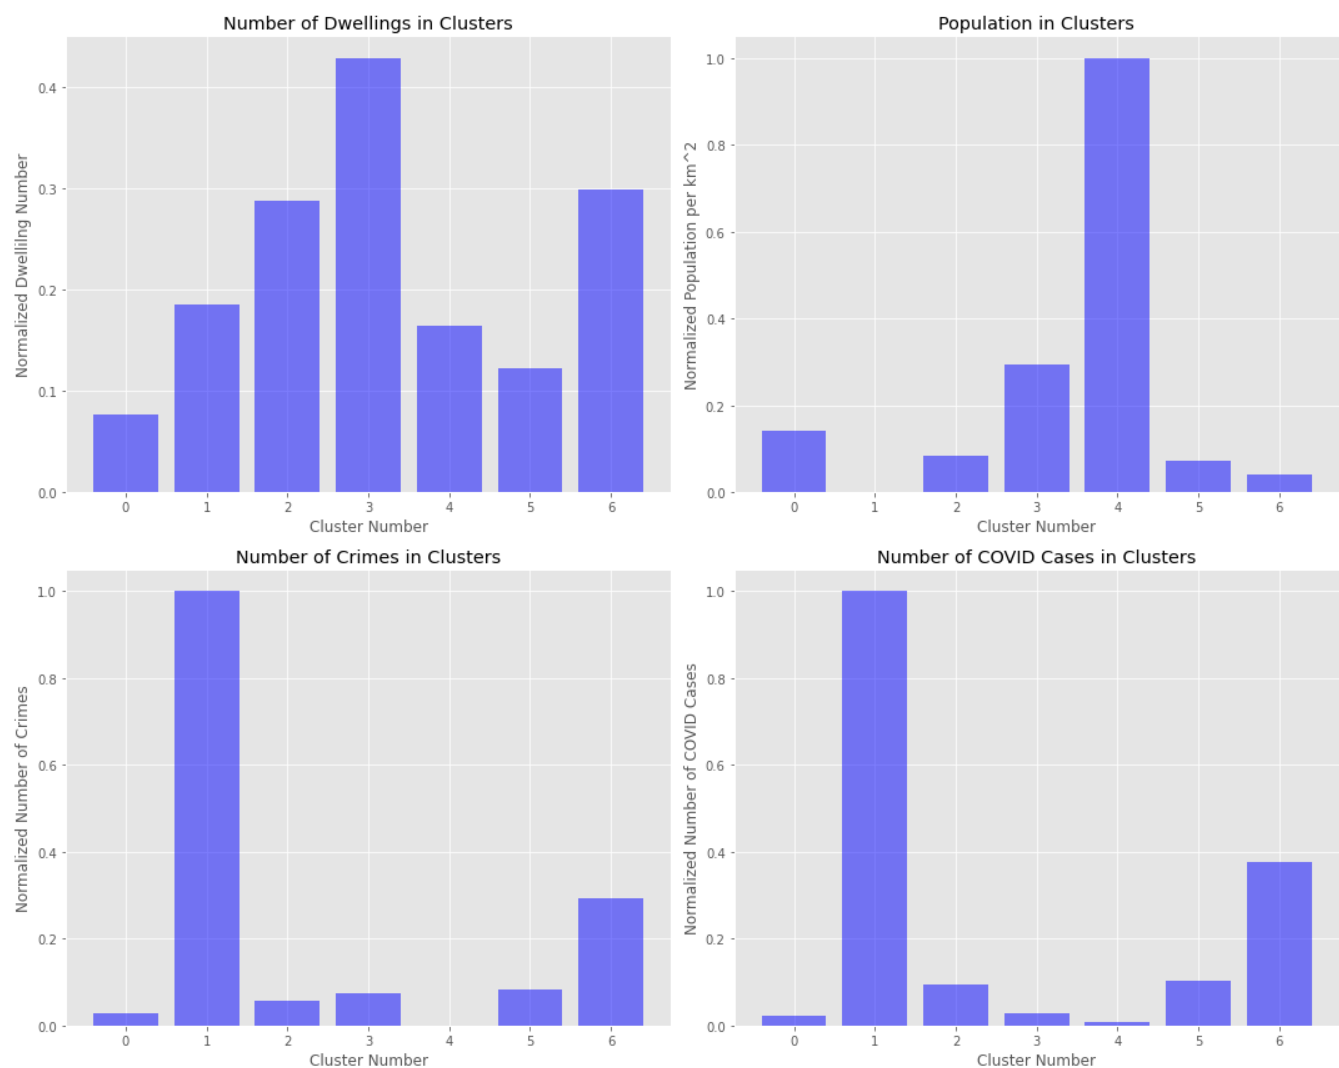 Number of Dwellings in Clusters
Normalized Dwellilng Number
0.4
0.3
0.2
0.1
0.0
0 1 2 3 4 5 6
Cluster Number
Population in Clusters
Normalized Population per km^2
1.0
0.8
0.6
0.4
0.2
0.0
0 1 2 3 4 5 6
Cluster Number
Number of Crimes in Clusters
Normalized Number of Crimes
1.0
0.8
0.6
0.4
0.2
0.0
0 1 2 3 4 5 6
Cluster Number
Number of COVID Cases in Clusters
Normalized Number of COVID Cases
1.0
0.8
0.6
0.4
0.2
0.0
0 1 2 3 4 5 6
Cluster Number